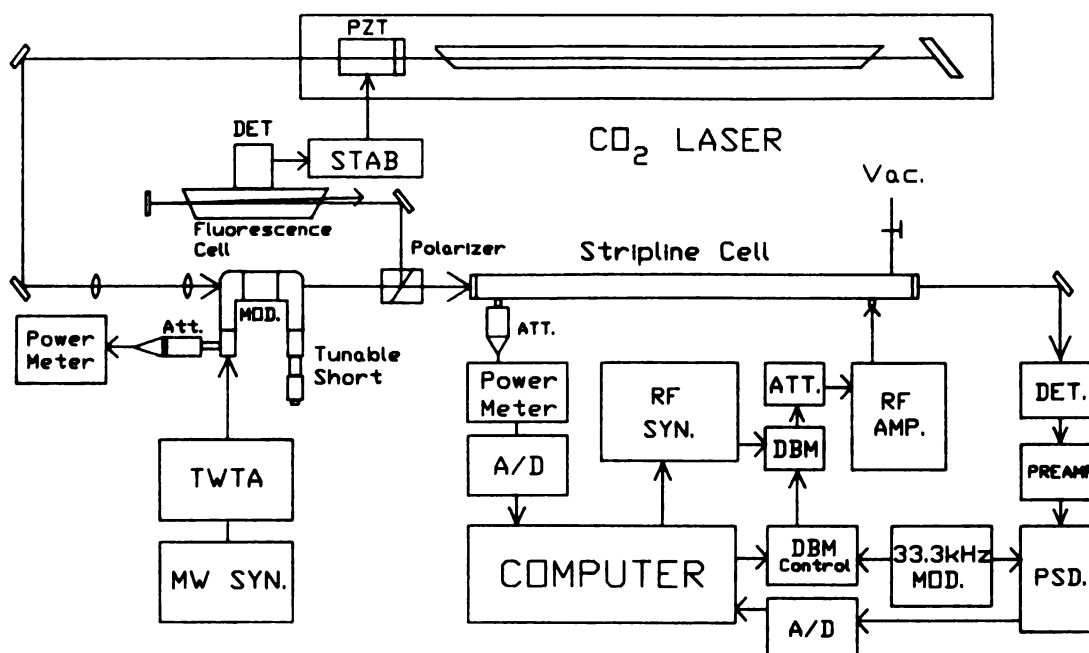 PZT
CO2 LASER
DET
STAB
Vac.
Fluorescence
Cell
Polarizer
Stripline Cell
MOD.
Att.
Power
Meter
Tunable
Short
ATT.
Power
Meter
RF
SYN.
ATT.
DBM
RF
AMP.
DET.
A/D
PREAMP
TWTA
MW SYN.
COMPUTER
DBM
Control
33.3kHz
MOD.
PSD.
A/D